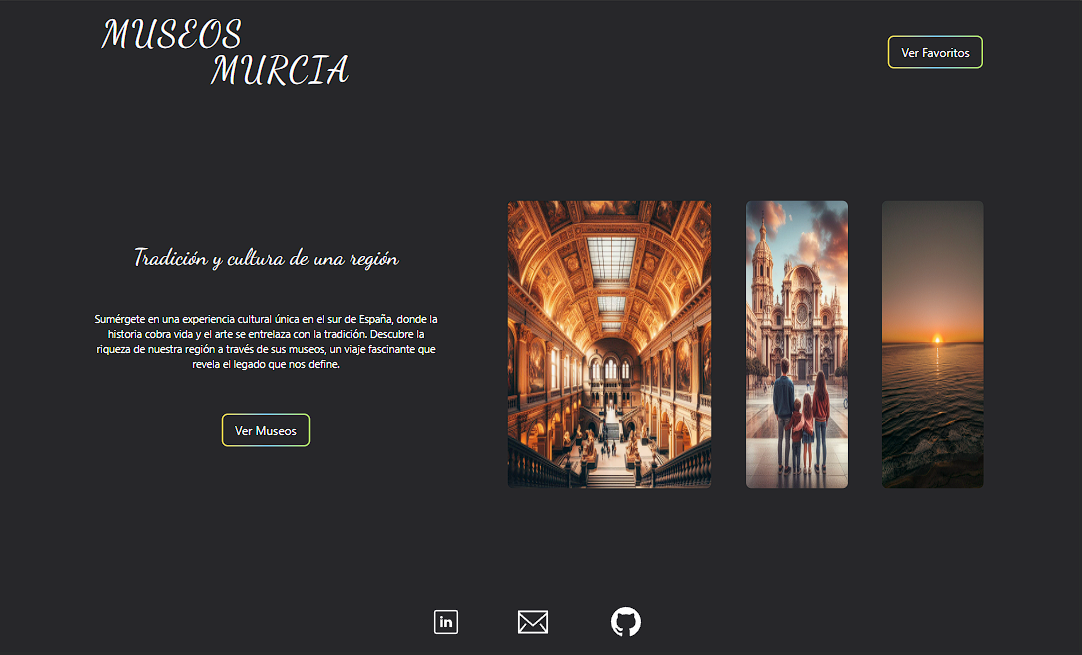 MUSEOS
MURCIA
Ver Favoritos
Tradición y cultura de una región
Sumérgete en una experiencia cultural única en el sur de España, donde la
historia cobra vida y el arte se entrelaza con la tradición. Descubre la
riqueza de nuestra región a través de sus museos, un viaje fascinante que
revela el legado que nos define.
Ver Museos
in